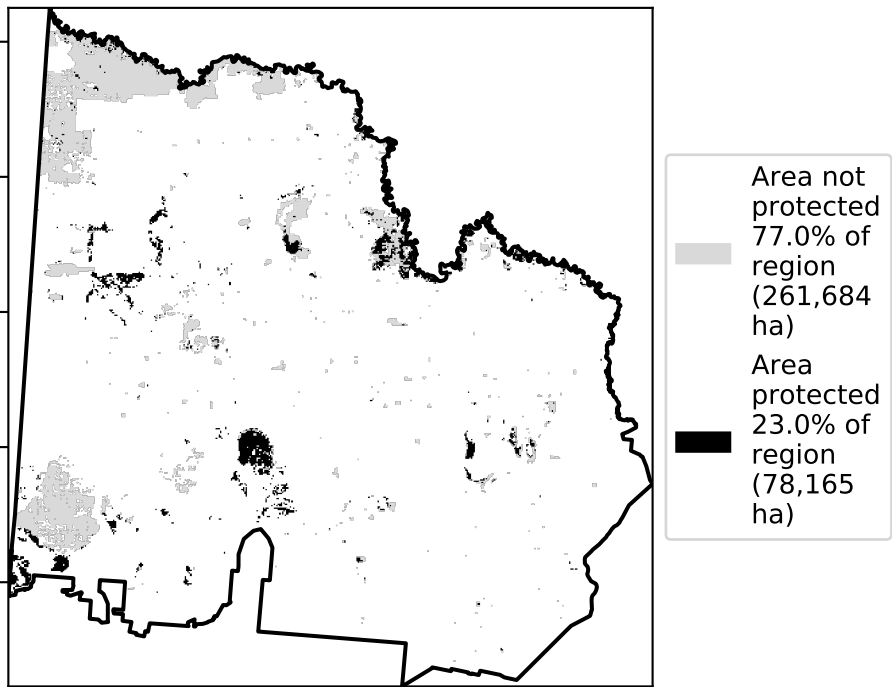 Area not
protected
77.0% of
region
(261,684
ha)
Area
protected
23.0% of
region
(78,165
ha)